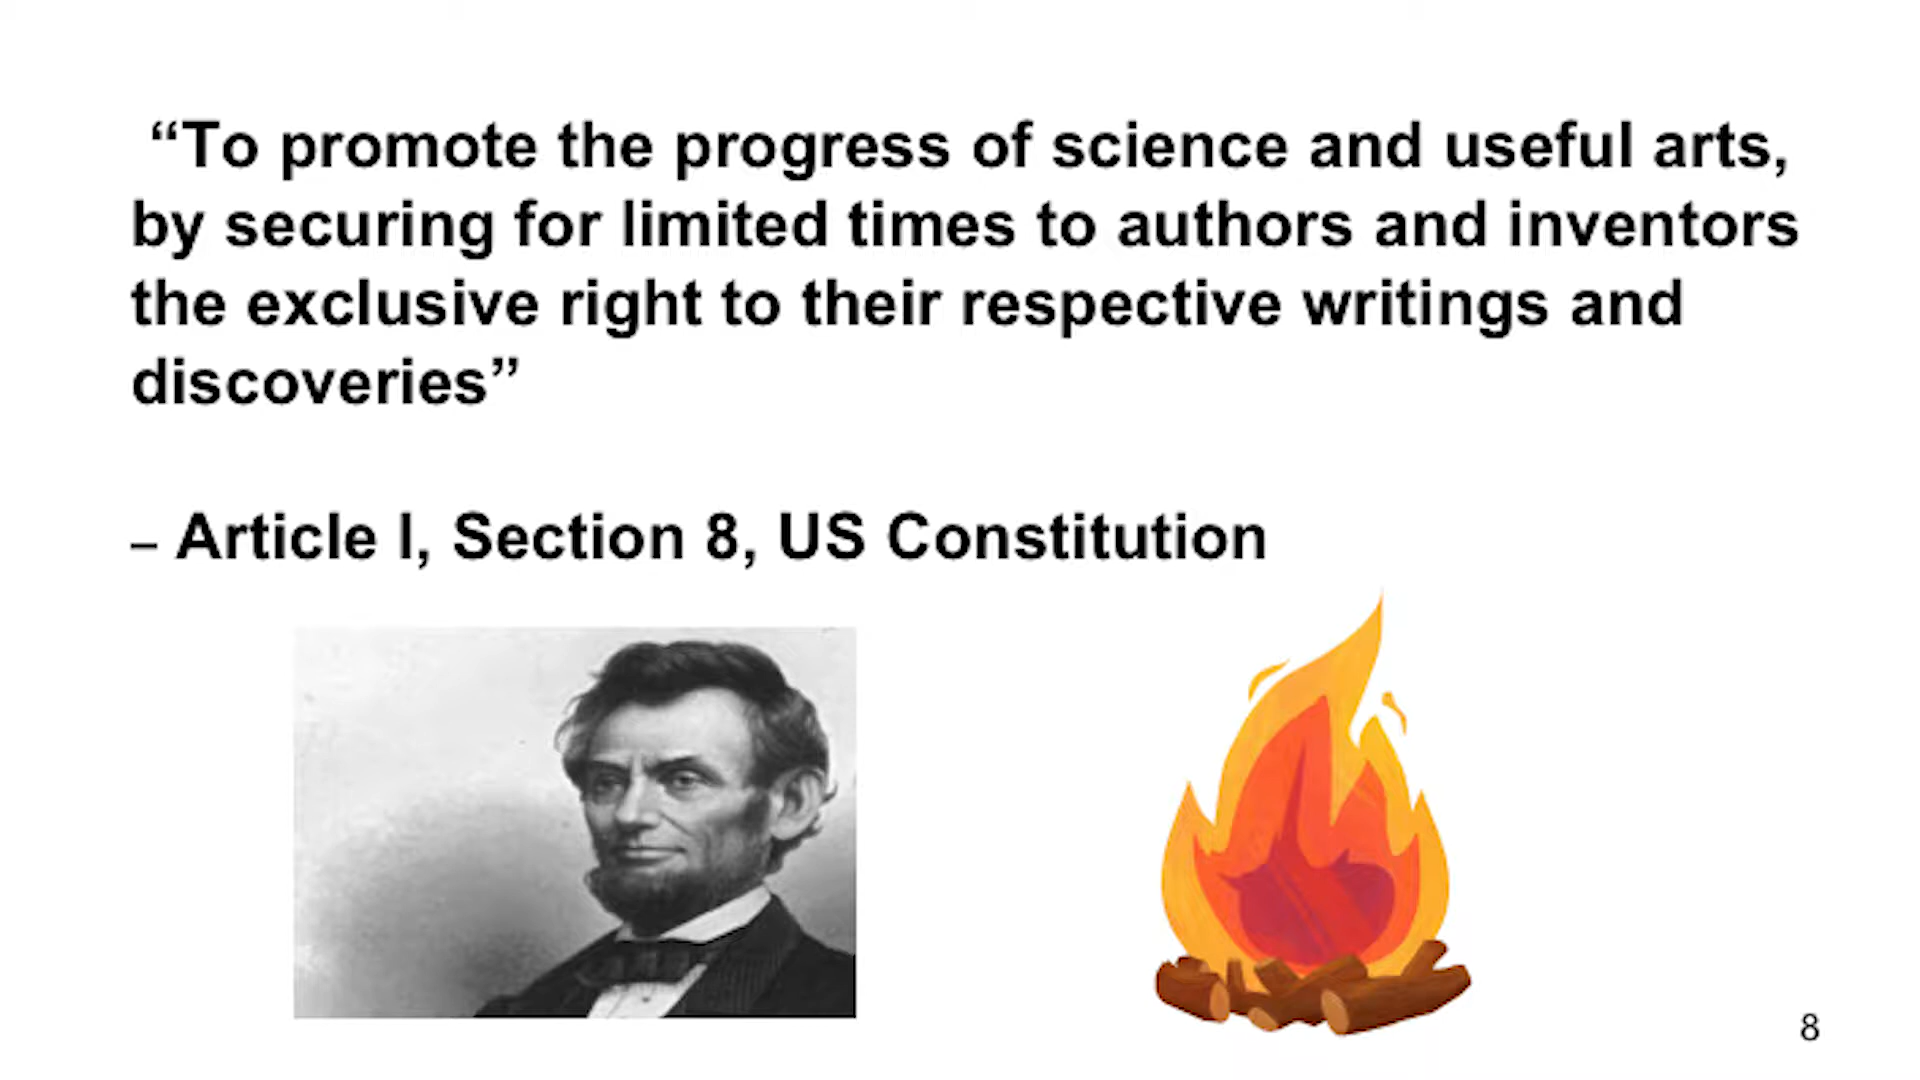 “To promote the progress of science and useful arts,
by securing for limited times to authors and inventors
the exclusive right to their respective writings and
discoveries”
– Article I, Section 8, US Constitution
8